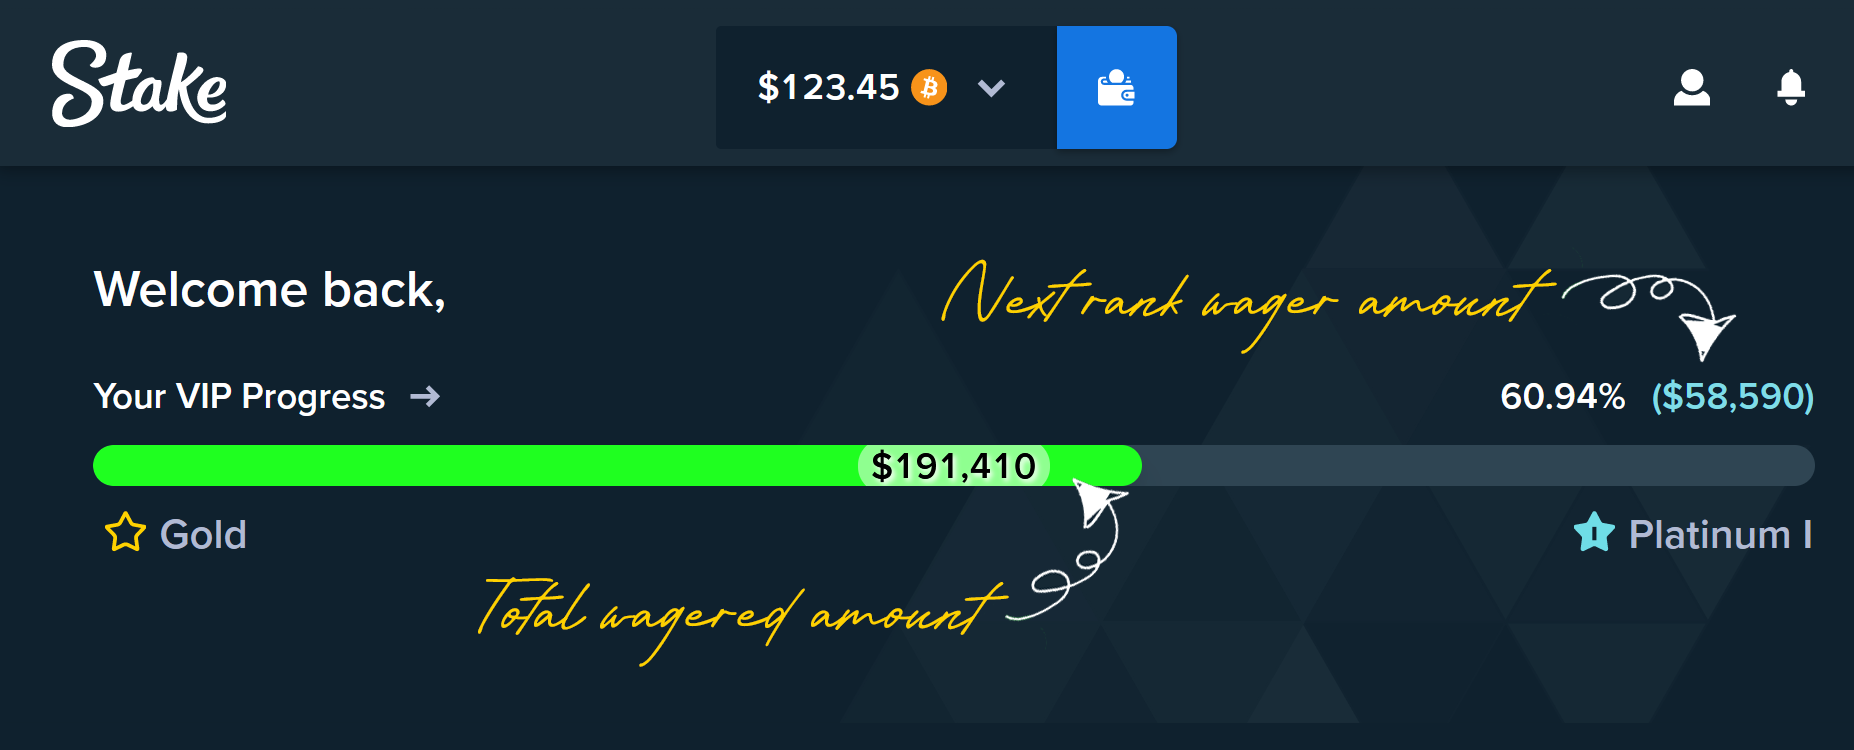 Stake
$123.45
Welcome back,
Next rank wager amount
Your VIP Progress
60.94% ($58,590)
$191,410
Gold
I Platinum I
Total wagered amount